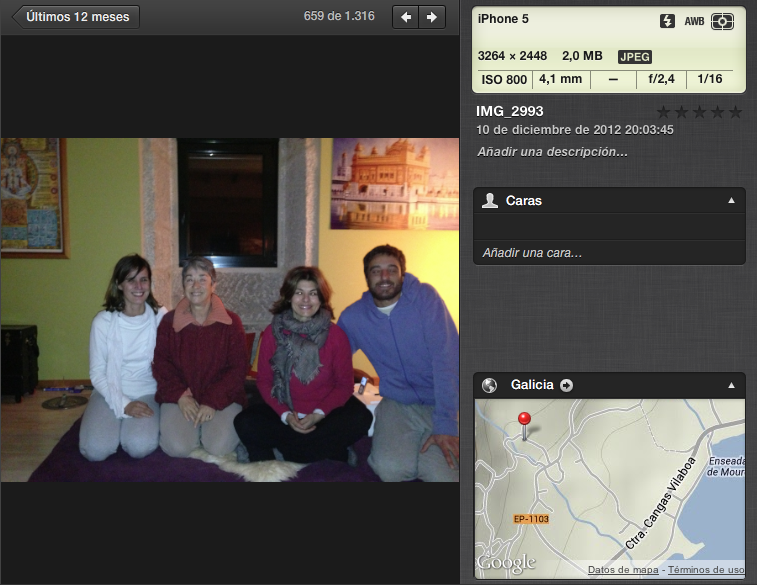 Últimos 12 meses
659 de 1.316
iPhone 5
AWB
3264 × 2448 2,0 MB JPEG
ISO 800 4,1 mm — f/2,4 1/16
IMG_2993
10 de diciembre de 2012 20:03:45
Añadir una descripción...
Caras
Añadir una cara...
Galicia
Ensead
de Mour
Ctra. Cangas Vilaboa
EP-1103
Google
Datos de mapa - Términos de uso